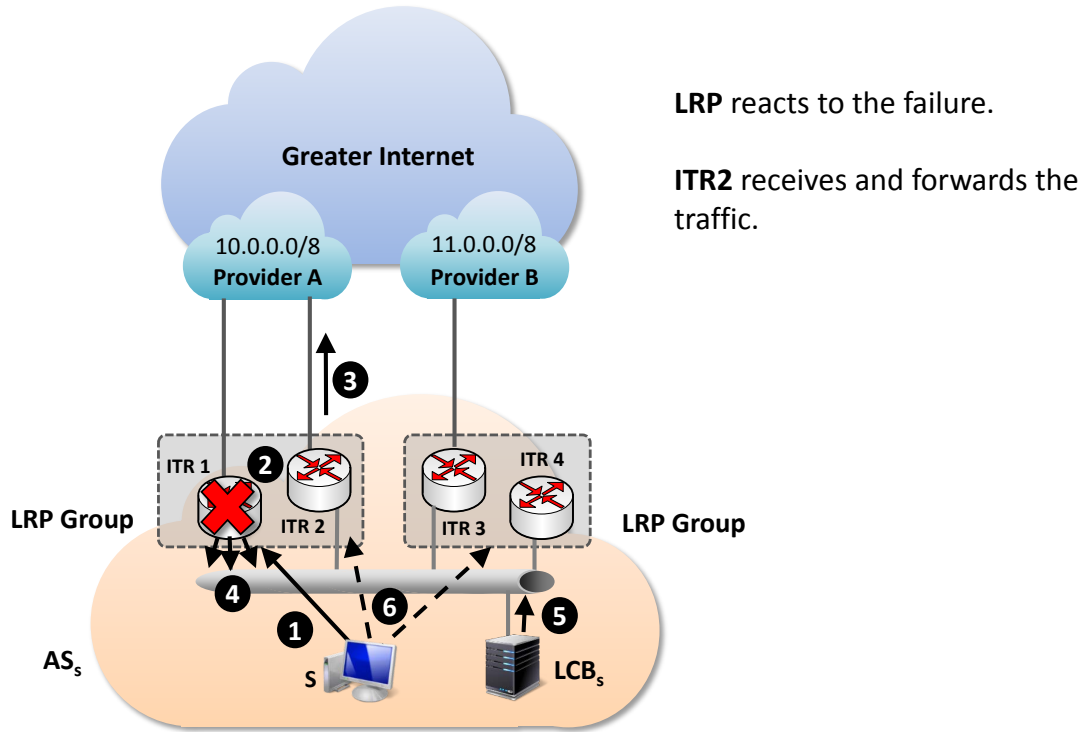 LRP reacts to the failure.
ITR2 receives and forwards the
traffic.
Greater Internet
10.0.0.0/8
Provider A
11.0.0.0/8
Provider B
3
ITR 1
2
ITR 2
ITR 3
ITR 4
LRP Group
LRP Group
4
1
6
5
ASs
S
LCBs